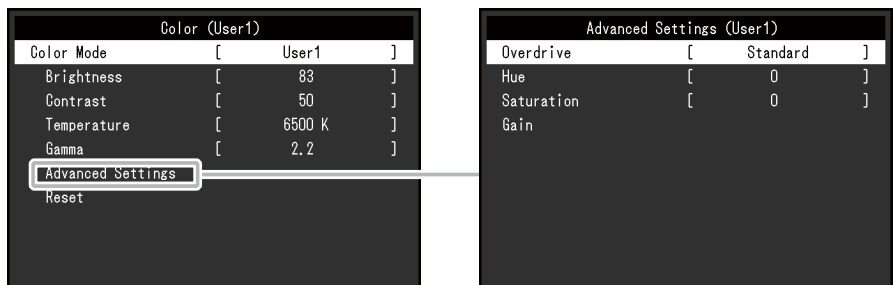 Color (User1)
Color Mode [ User1 ]
Brightness [ 83 ]
Contrast [ 50 ]
Temperature [ 6500 K ]
Gamma [ 2.2 ]
Advanced Settings
Reset
Advanced Settings (User1)
Overdrive [ Standard ]
Hue [ 0 ]
Saturation [ 0 ]
Gain